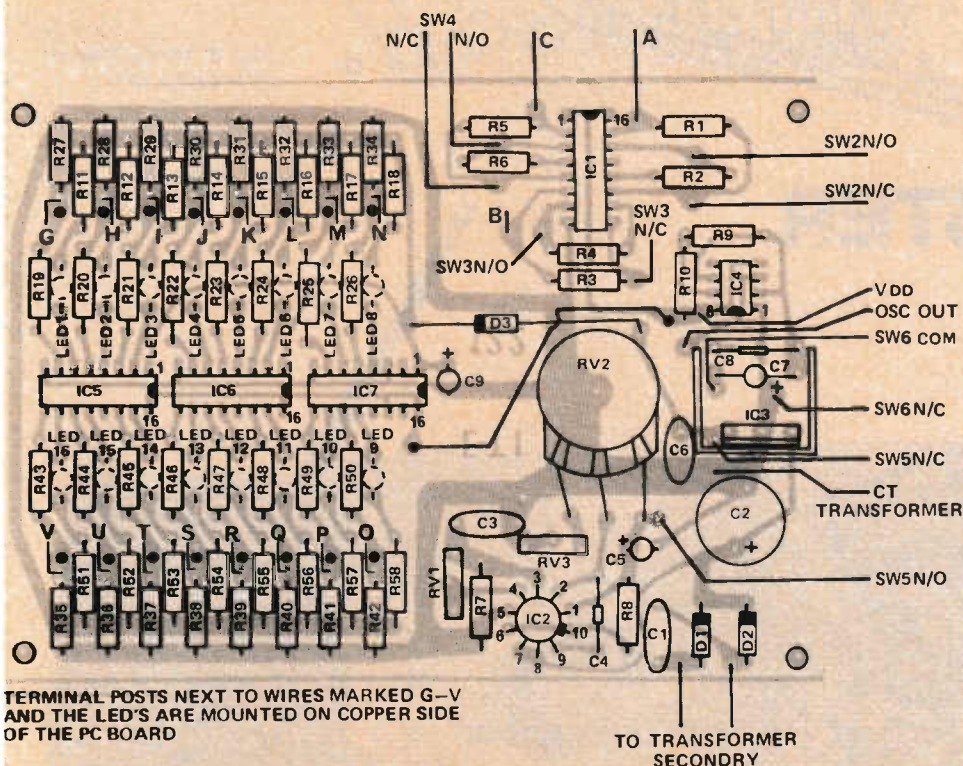 SW4
N/C N/O C A
R27 R28 R29 R30 R31 R32 R33 R34
R11 R12 R13 R14 R15 R16 R17 R18
G H I J K L M N
R5
R6
1 16
IC1
R1
R2
SW2N/O
SW2N/C
B
SW3N/O
SW3
N/C
R4
R3
R9
R10
IC4
8 1
VDD
OSC OUT
SW6 COM
R19 R20 R21 R22 R23 R24 R25 R26
LED1 LED2 LED3 LED4 LED5 LED6 LED7 LED8
D3
RV2
C8 C7
+
IC3
SW6N/C
1 1 1
IC5 IC6 IC7
16 16 16
+
C9
LED LED LED LED LED LED LED LED
16 15 14 13 12 11 10 9
R43 R44 R45 R46 R47 R48 R49 R50
C6
SW5N/C
CT
TRANSFORMER
C2
+
V U T S R Q P O
R51 R52 R53 R54 R55 R56 R57 R58
R35 R36 R37 R38 R39 R40 R41 R42
C3
RV3
+
C5
SW5N/O
RV1
R7
IC2
1 2 3 4 5 6 7 8 9 10
C4
R8
C1
D1
D2
TERMINAL POSTS NEXT TO WIRES MARKED G–V
AND THE LED'S ARE MOUNTED ON COPPER SIDE
OF THE PC BOARD
TO TRANSFORMER
SECONDRY